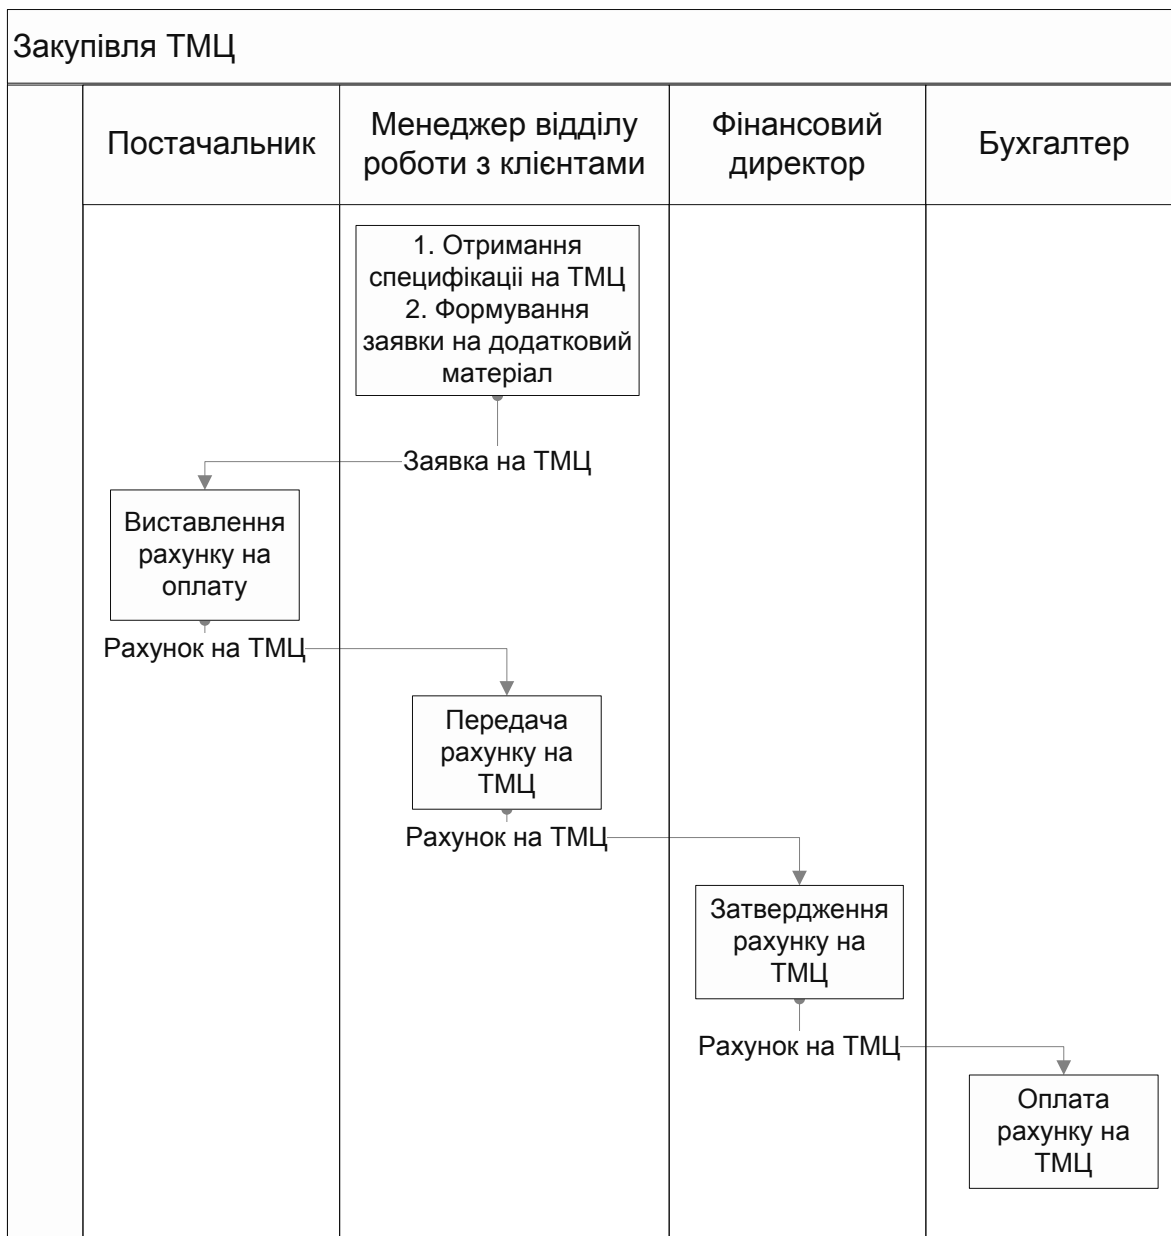 Закупівля ТМЦ
Постачальник
Менеджер відділу
роботи з клієнтами
Фінансовий
директор
Бухгалтер
1. Отримання
специфікації на ТМЦ
2. Формування
заявки на додатковий
матеріал
Заявка на ТМЦ
Виставлення
рахунку на
оплату
Рахунок на ТМЦ
Передача
рахунку на
ТМЦ
Рахунок на ТМЦ
Затвердження
рахунку на
ТМЦ
Рахунок на ТМЦ
Оплата
рахунку на
ТМЦ